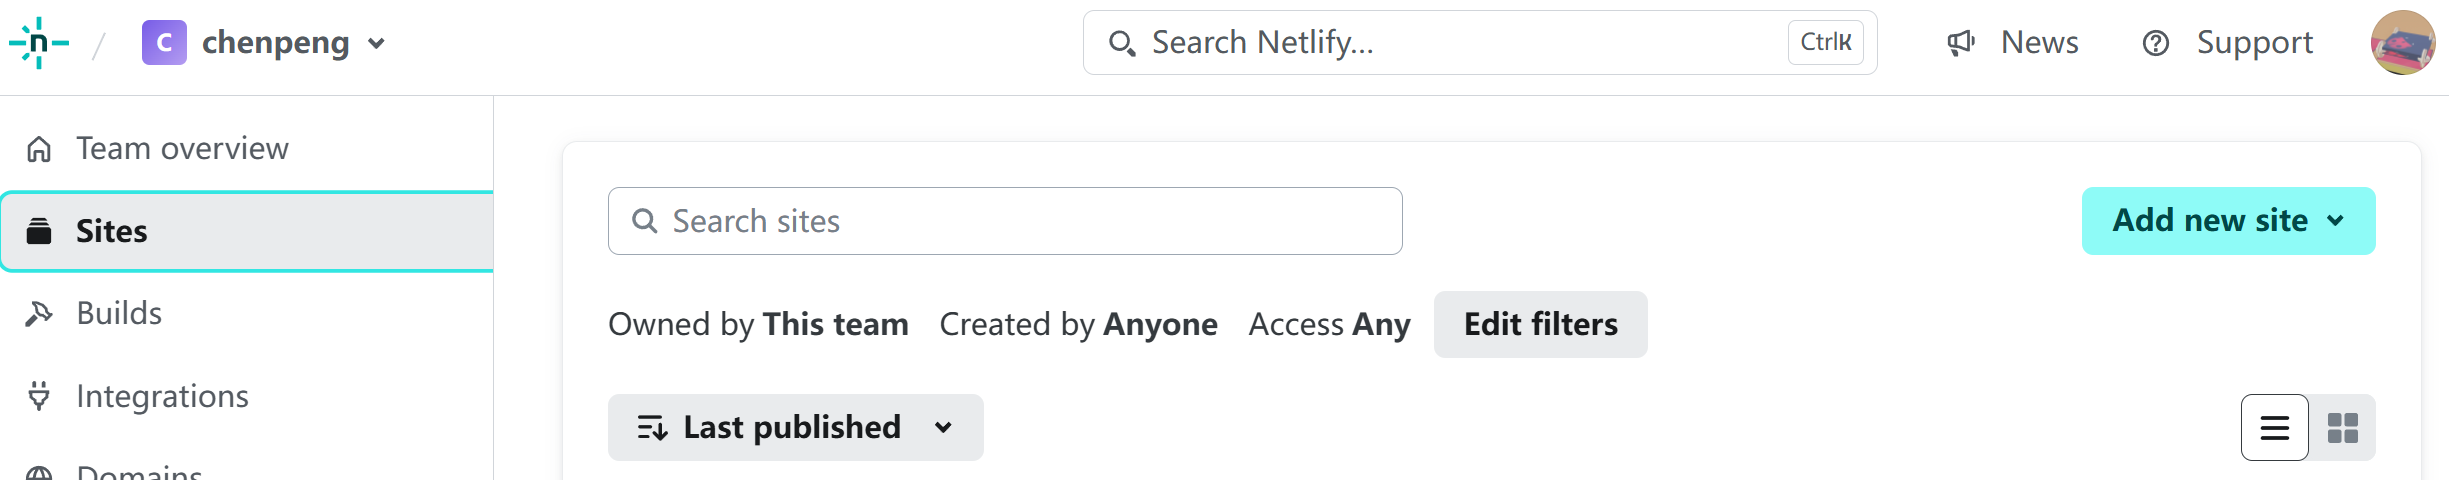 n / C chenpeng
Search Netlify... CtrlK
News
Support
Team overview
Sites
Builds
Integrations
Domains
Search sites
Add new site
Owned by This team Created by Anyone Access Any Edit filters
Last published